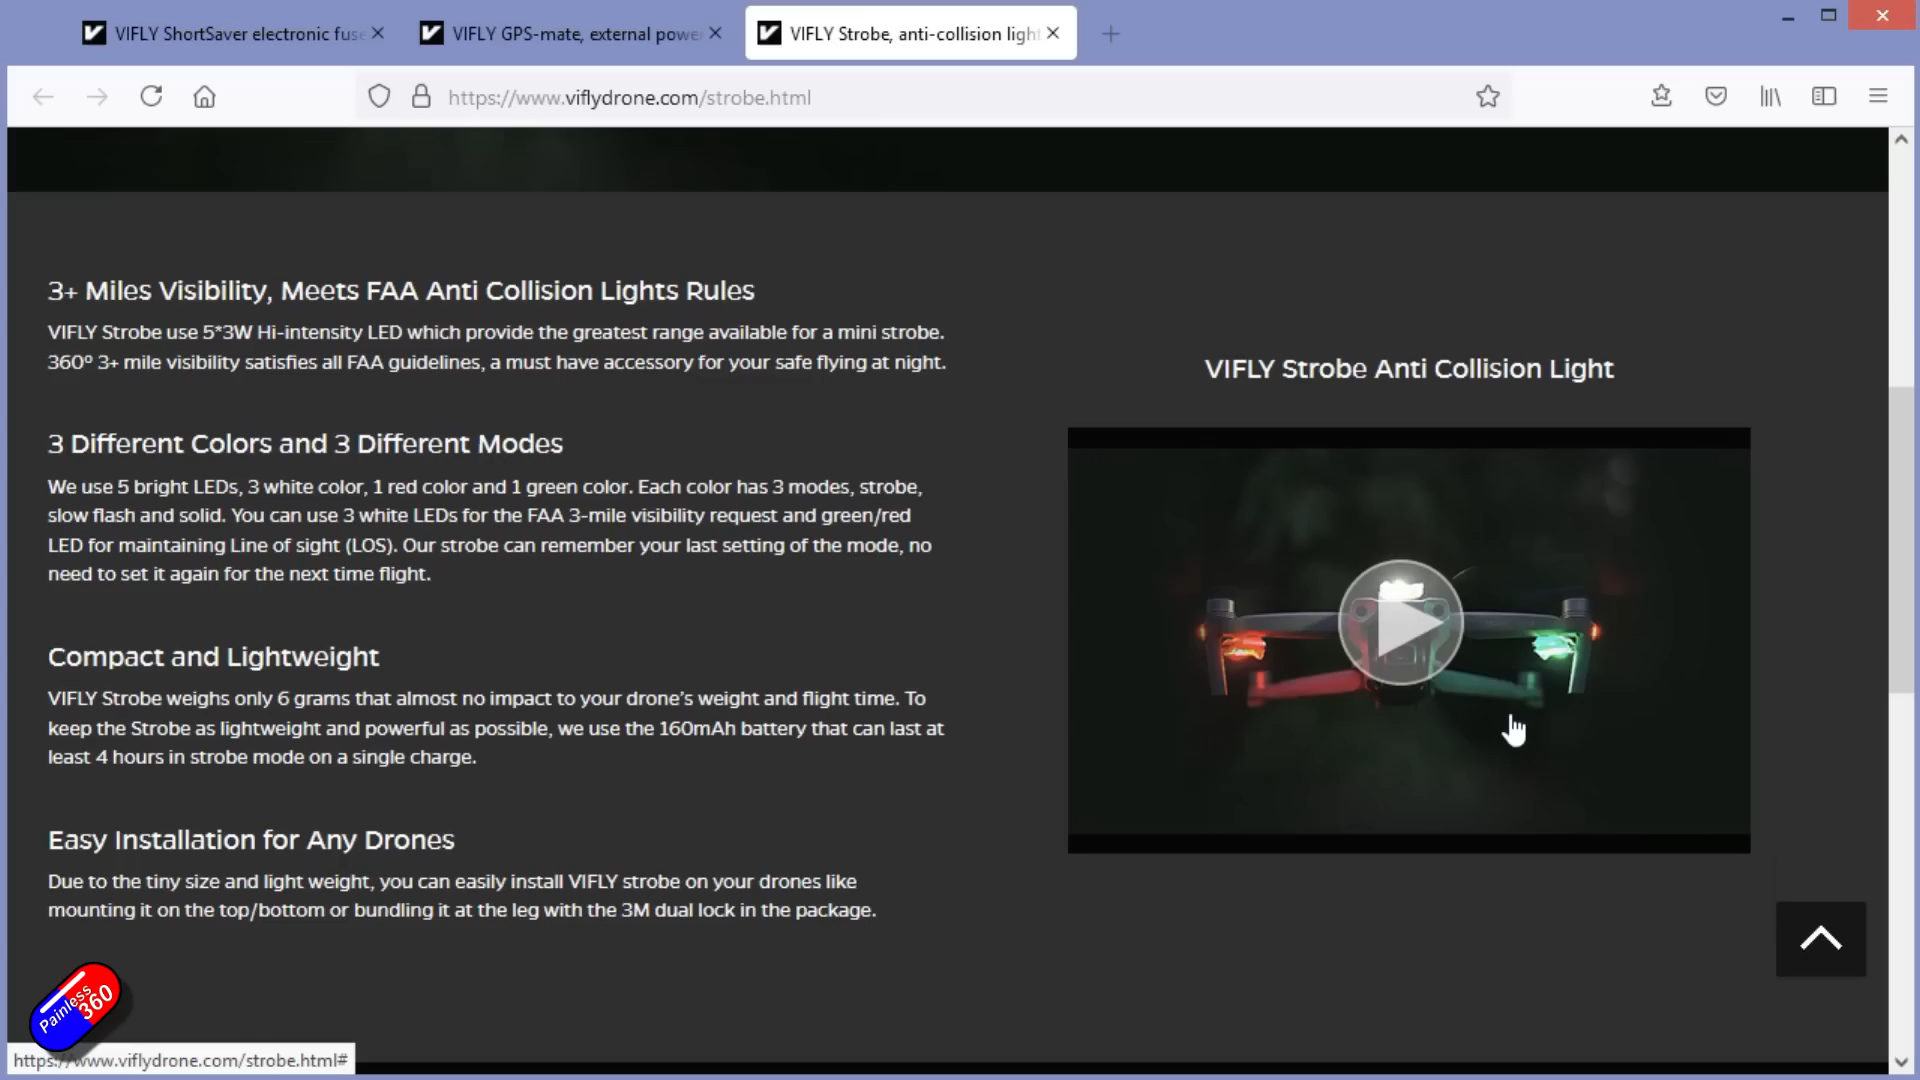 VIFLY ShortSaver electronic fuse
VIFLY GPS-mate, external powe
VIFLY Strobe, anti-collision light
https://www.viflydrone.com/strobe.html
3+ Miles Visibility, Meets FAA Anti Collision Lights Rules
VIFLY Strobe use 5*3W Hi-intensity LED which provide the greatest range available for a mini strobe.
360º 3+ mile visibility satisfies all FAA guidelines, a must have accessory for your safe flying at night.
VIFLY Strobe Anti Collision Light
3 Different Colors and 3 Different Modes
We use 5 bright LEDs, 3 white color, 1 red color and 1 green color. Each color has 3 modes, strobe,
slow flash and solid. You can use 3 white LEDs for the FAA 3-mile visibility request and green/red
LED for maintaining Line of sight (LOS). Our strobe can remember your last setting of the mode, no
need to set it again for the next time flight.
Compact and Lightweight
VIFLY Strobe weighs only 6 grams that almost no impact to your drone's weight and flight time. To
keep the Strobe as lightweight and powerful as possible, we use the 160mAh battery that can last at
least 4 hours in strobe mode on a single charge.
Easy Installation for Any Drones
Due to the tiny size and light weight, you can easily install VIFLY strobe on your drones like
mounting it on the top/bottom or bundling it at the leg with the 3M dual lock in the package.
Painless
360
https://www.viflydrone.com/strobe.html#